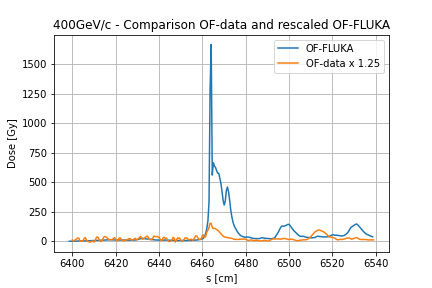 400GeV/c - Comparison OF-data and rescaled OF-FLUKA
OF-FLUKA
OF-data x 1.25
Dose [Gy]
1500
1250
1000
750
500
250
0
6400 6420 6440 6460 6480 6500 6520 6540
s [cm]